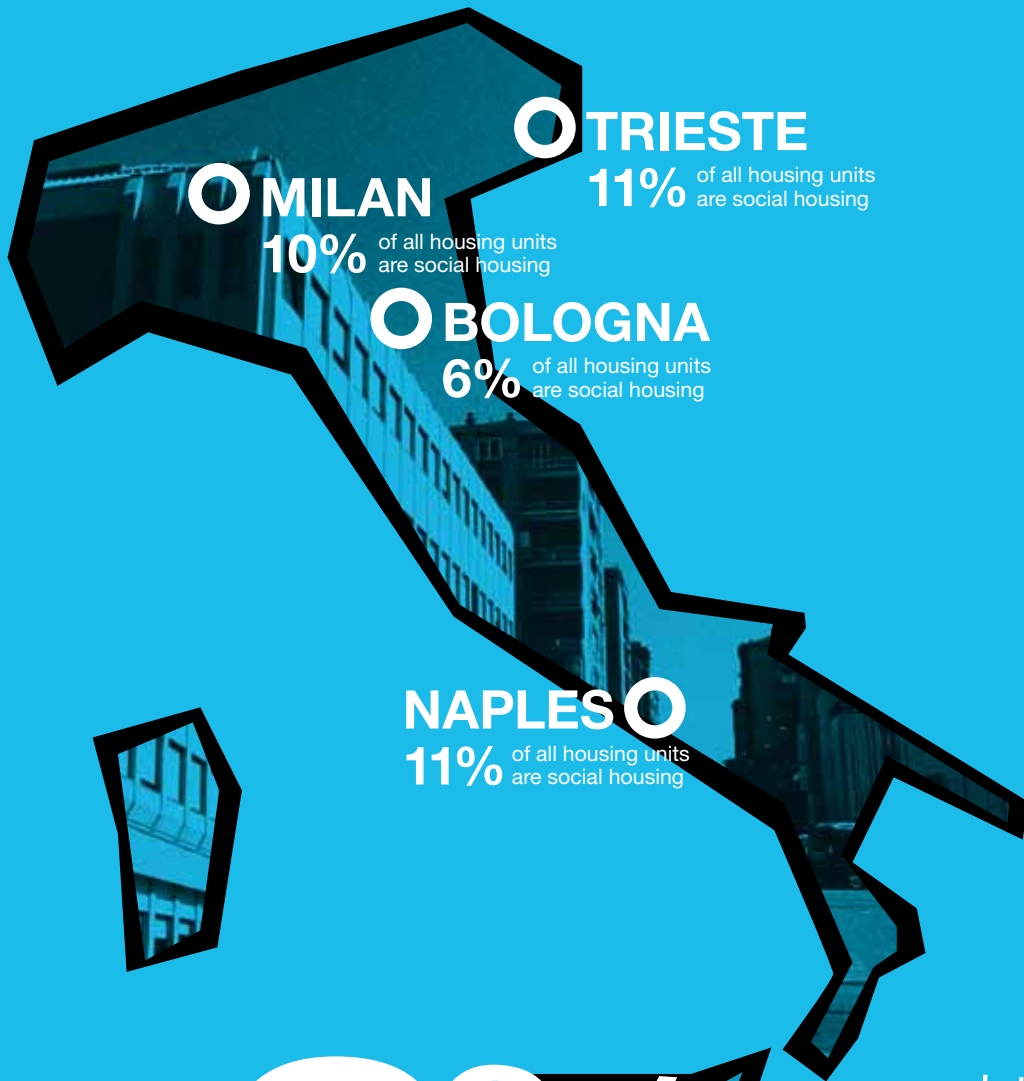 TRIESTE
11% of all housing units
are social housing
MILAN
10% of all housing units
are social housing
BOLOGNA
6% of all housing units
are social housing
NAPLES
11% of all housing units
are social housing